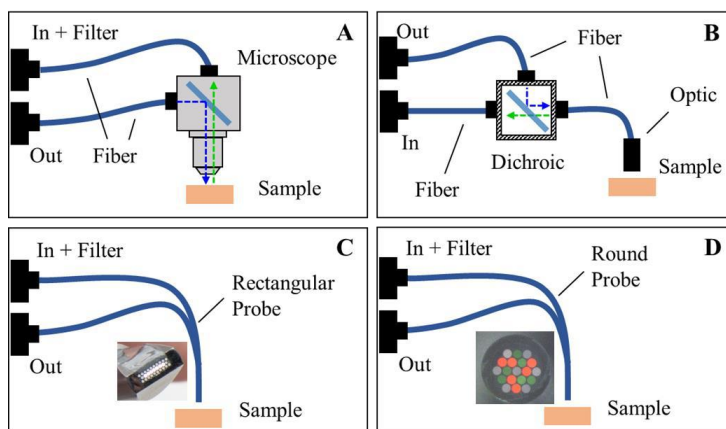 In + Filter
A
Microscope
Out
Fiber
Sample
Out
B
Fiber
Optic
In
Fiber
Dichroic
Sample
In + Filter
C
Rectangular
Probe
Out
Sample
In + Filter
D
Round
Probe
Out
Sample